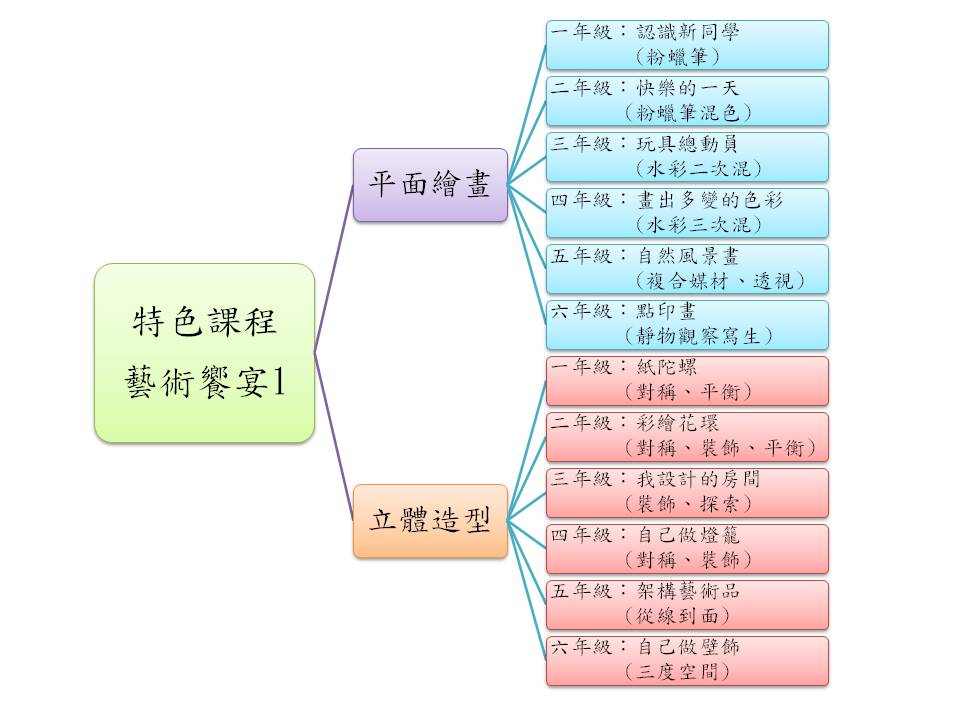 特色課程
藝術饗宴1
平面繪畫
一年級：認識新同學
（粉蠟筆）
二年級：快樂的一天
（粉蠟筆混色）
三年級：玩具總動員
（水彩二次混）
四年級：畫出多變的色彩
（水彩三次混）
五年級：自然風景畫
（複合媒材、透視）
六年級：點印畫
（靜物觀察寫生）
立體造型
一年級：紙陀螺
（對稱、平衡）
二年級：彩繪花環
（對稱、裝飾、平衡）
三年級：我設計的房間
（裝飾、探索）
四年級：自己做燈籠
（對稱、裝飾）
五年級：架構藝術品
（從線到面）
六年級：自己做壁飾
（三度空間）